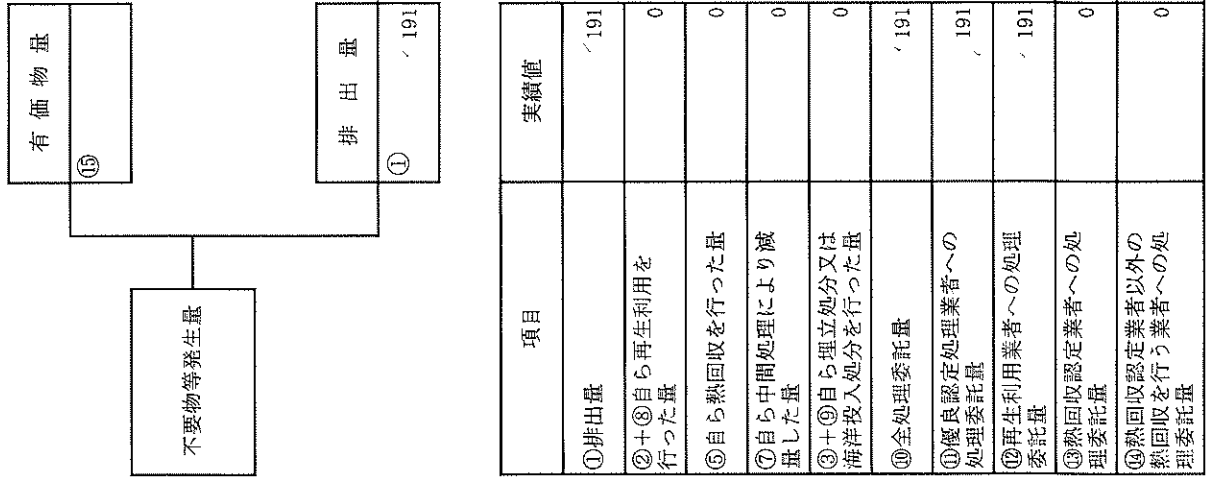 不要物等発生量
有価物量
⑮
排出量
① 191
項目 実績値
①排出量 191
②+⑧自ら再生利用を
行った量 0
⑤自ら熱回収を行った量 0
⑦自ら中間処理により減
量した量 0
③+⑨自ら埋立処分又は
海洋投入処分を行った量 0
⑩全処理委託量 191
⑪優良認定処理業者への
処理委託量 191
⑫再生利用業者への処理
委託量 191
⑬熱回収認定業者への処
理委託量 0
⑭熱回収認定業者以外の
熱回収を行う業者への処
理委託量 0